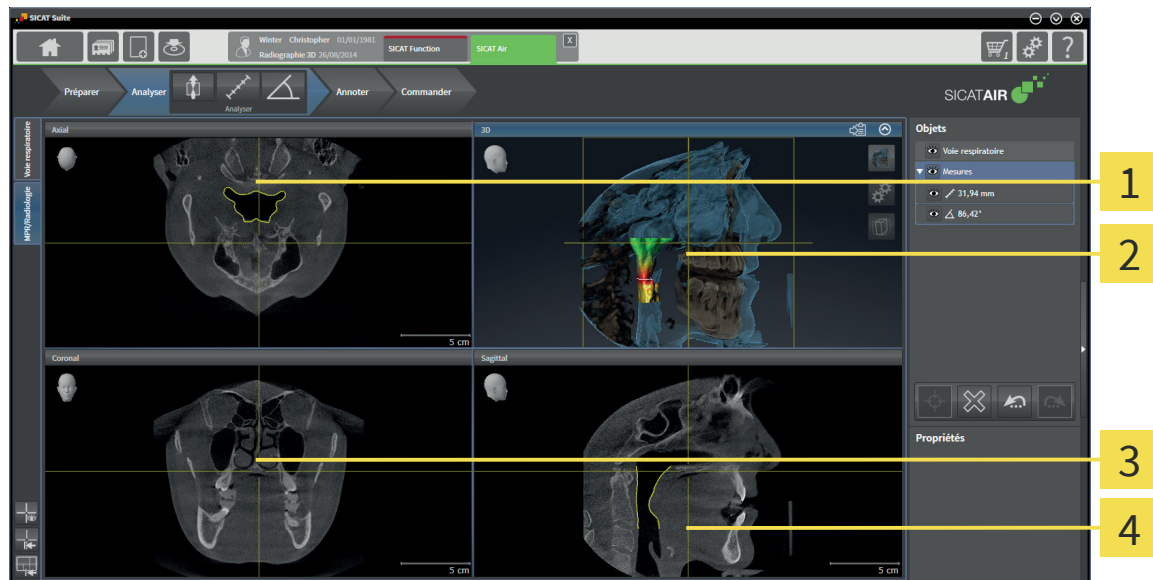 SICAT Suite
Winter Christopher 01/01/1981
Radiographie 3D 26/08/2014
SICAT Function
SICAT Air
X
1
?
Préparer
Analyser
Analyser
Annoter
Commander
SICATAIR
Voie respiratoire
MPR/Radiologie
Axial
5 cm
3D
Coronal
5 cm
Sagittal
5 cm
Objets
Voie respiratoire
Mesures
31,94 mm
86,42°
Propriétés
1
2
3
4